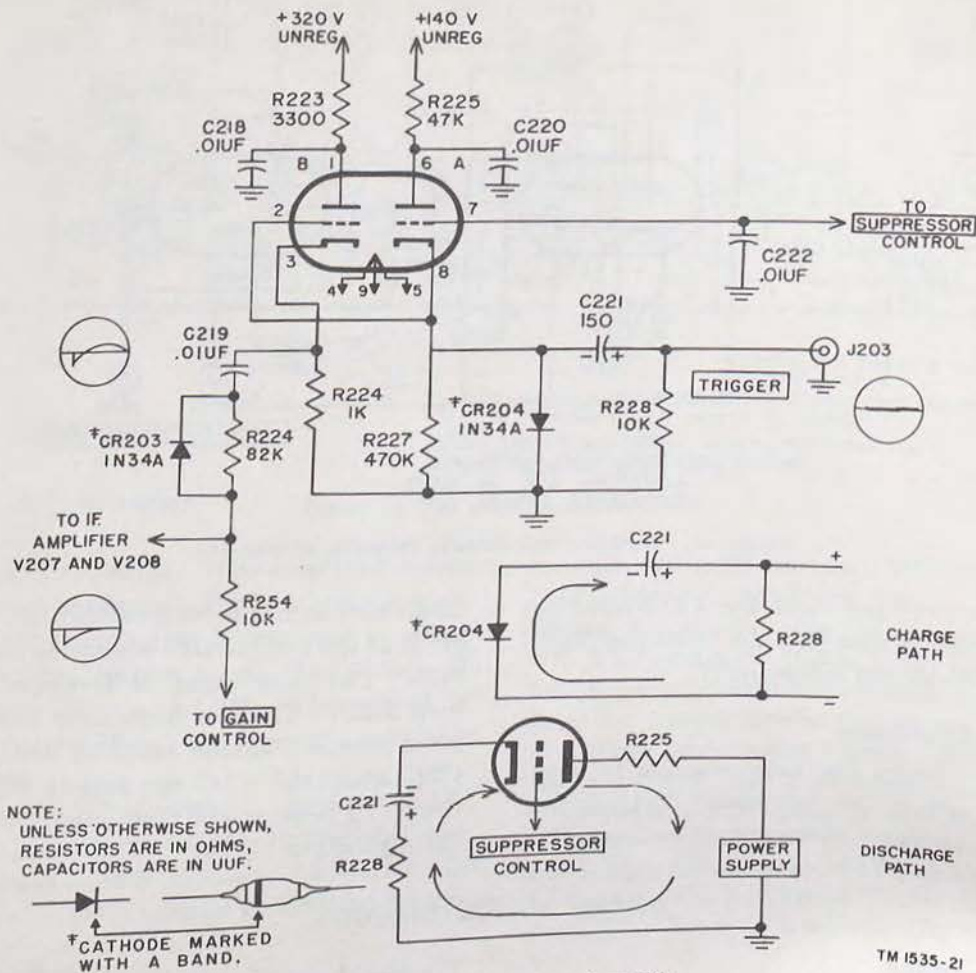 +320 V
UNREG
+140 V
UNREG
R223
3300
R225
47K
C218
.01UF
C220
.01UF
B
1
6
A
2
7
3
8
4
9
5
TO
SUPPRESSOR
CONTROL
C222
.01UF
C221
150
J203
TRIGGER
C219
.01UF
R224
1K
R227
470K
‡CR204
1N34A
R228
10K
‡CR203
1N34A
R224
82K
TO IF.
AMPLIFIER
V207 AND V208
R254
10K
TO GAIN
CONTROL
C221
- +
‡CR204
R228
+
-
CHARGE
PATH
R225
C221
-
+
R228
SUPPRESSOR
CONTROL
POWER
SUPPLY
DISCHARGE
PATH
NOTE:
UNLESS OTHERWISE SHOWN,
RESISTORS ARE IN OHMS,
CAPACITORS ARE IN UUF.
‡CATHODE MARKED
WITH A BAND.
TM 1535-21